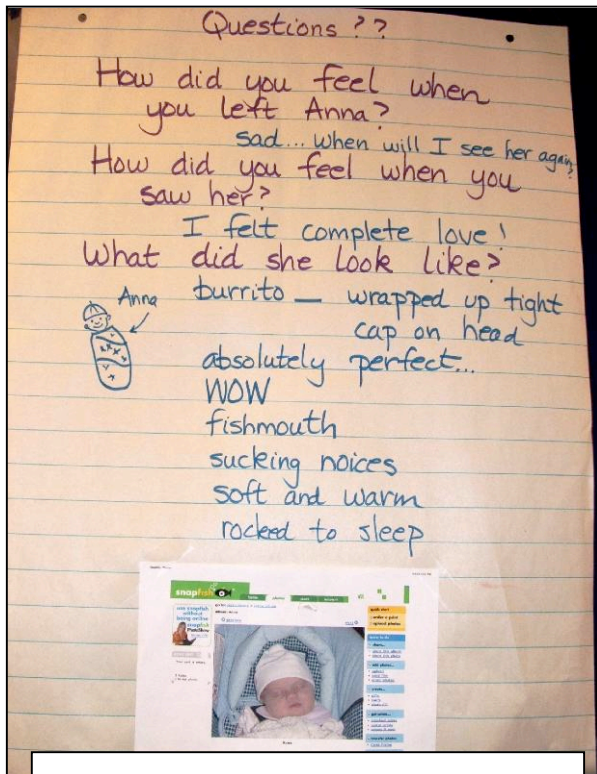 Questions ??
How did you feel when
you left Anna?
sad... when will I see her again?
How did you feel when you
saw her?
I felt complete love!
What did she look like?
Anna
burrito — wrapped up tight
cap on head
absolutely perfect...
WOW
fishmouth
sucking noices
soft and warm
rocked to sleep
snapfish